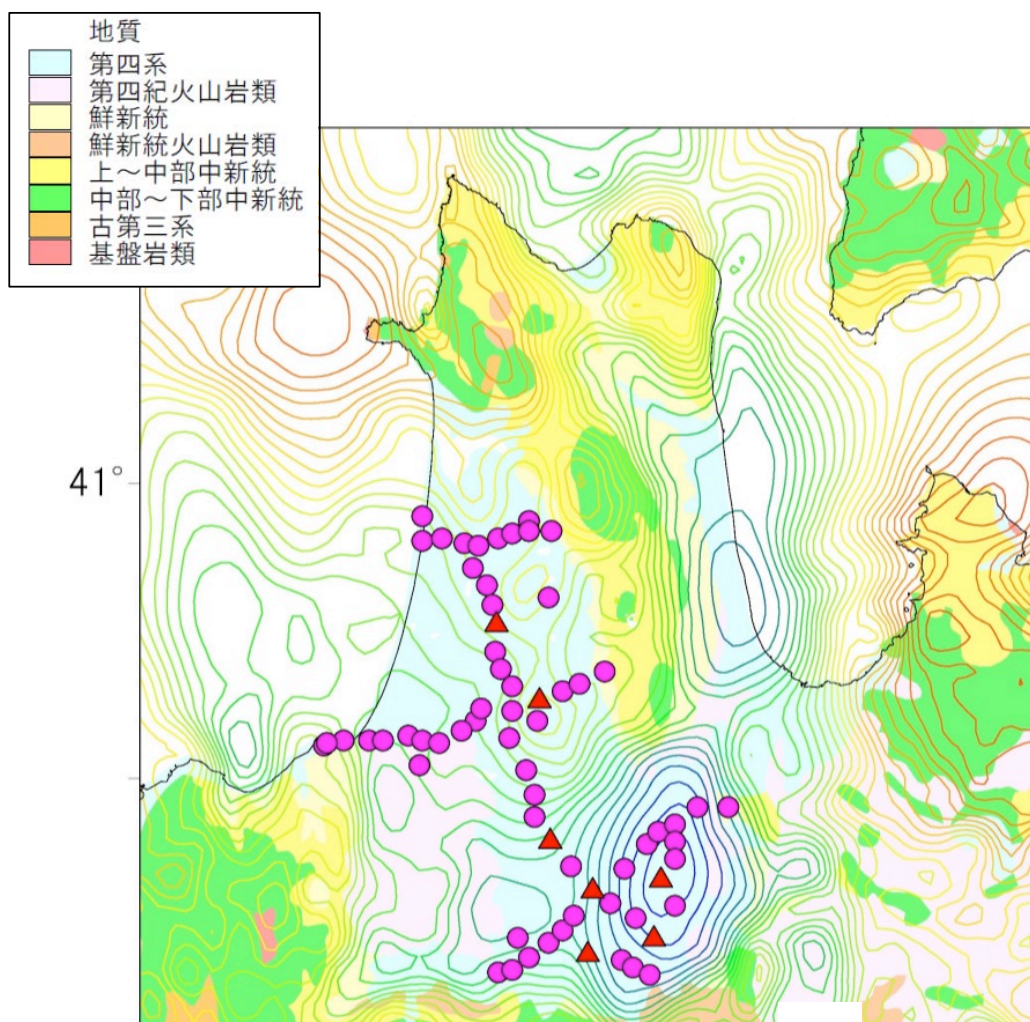 地質
第四系
第四紀火山岩類
鮮新統
鮮新統火山岩類
上～中部中新統
中部～下部中新統
古第三系
基盤岩類
41°